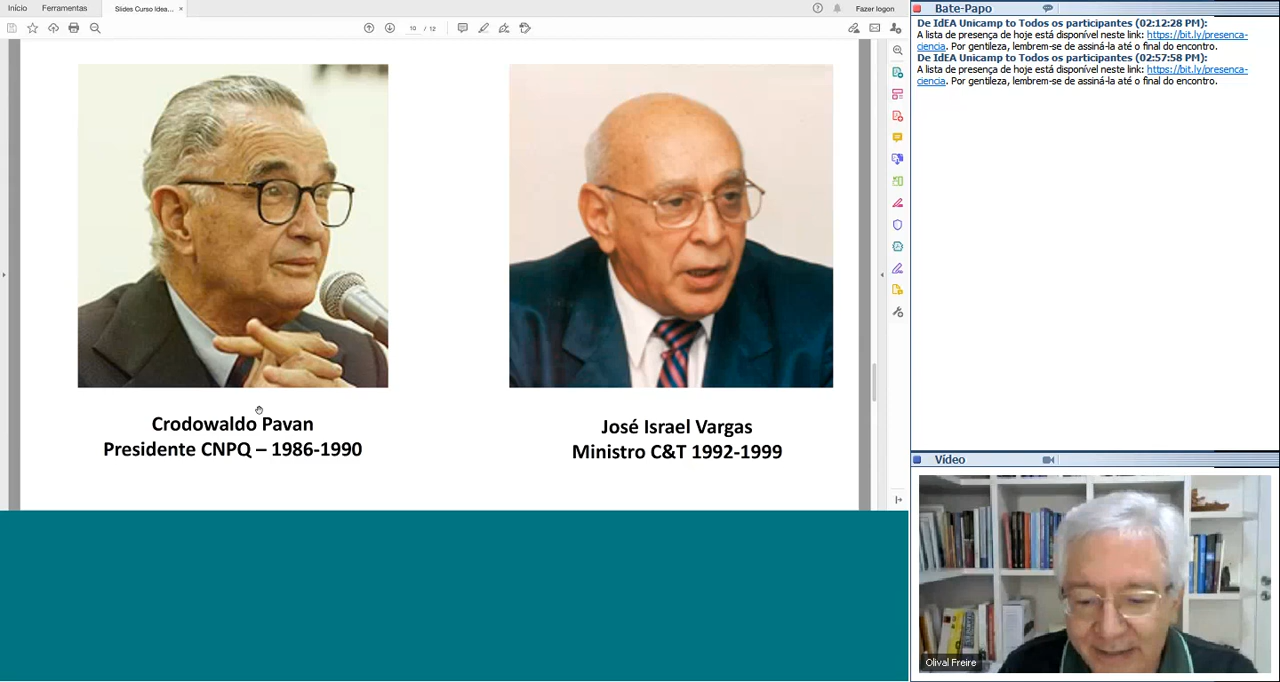 Início
Ferramentas
Slides Curso Idea...
×
Fazer logon
10 / 12
Crodowaldo Pavan
Presidente CNPQ – 1986-1990
José Israel Vargas
Ministro C&T 1992-1999
Bate-Papo
De IdEA Unicamp to Todos os participantes (02:12:28 PM):
A lista de presença de hoje está disponível neste link: https://bit.ly/presenca-
ciencia. Por gentileza, lembrem-se de assiná-la até o final do encontro.
De IdEA Unicamp to Todos os participantes (02:57:58 PM):
A lista de presença de hoje está disponível neste link: https://bit.ly/presenca-
ciencia. Por gentileza, lembrem-se de assiná-la até o final do encontro.
Vídeo
Olival Freire